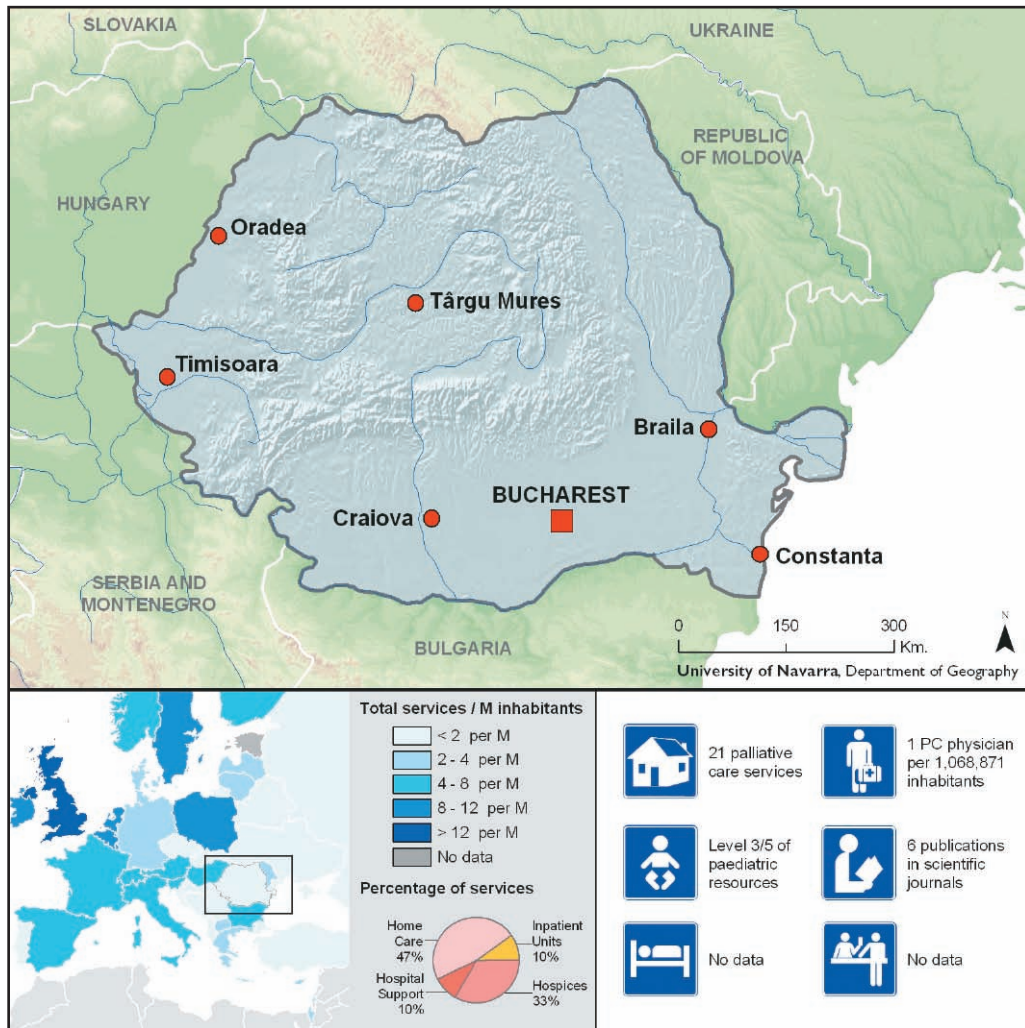 SLOVAKIA
UKRAINE
REPUBLIC
OF MOLDOVA
HUNGARY
Oradea
Târgu Mures
Timisoara
Braila
BUCHAREST
Craiova
Constanta
SERBIA AND
MONTENEGRO
BULGARIA
0 150 300
Km.
N
University of Navarra, Department of Geography
Total services / M inhabitants
< 2 per M
2 - 4 per M
4 - 8 per M
8 - 12 per M
> 12 per M
No data
Percentage of services
Home
Care
47%
Inpatient
Units
10%
Hospital
Support
10%
Hospices
33%
21 palliative
care services
1 PC physician
per 1,068,871
inhabitants
Level 3/5 of
paediatric
resources
6 publications
in scientific
journals
No data
No data